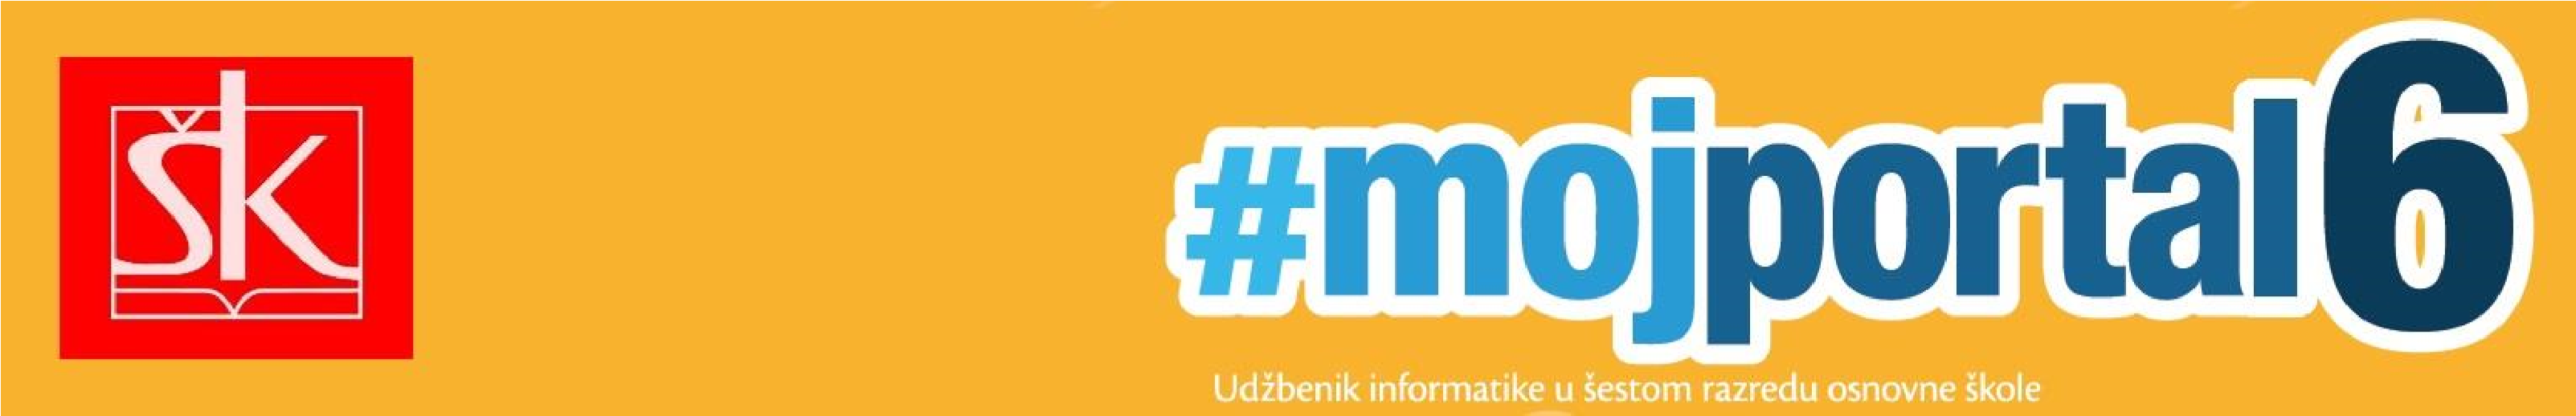 šk
#mojportal6
Udžbenik informatike u šestom razredu osnovne škole